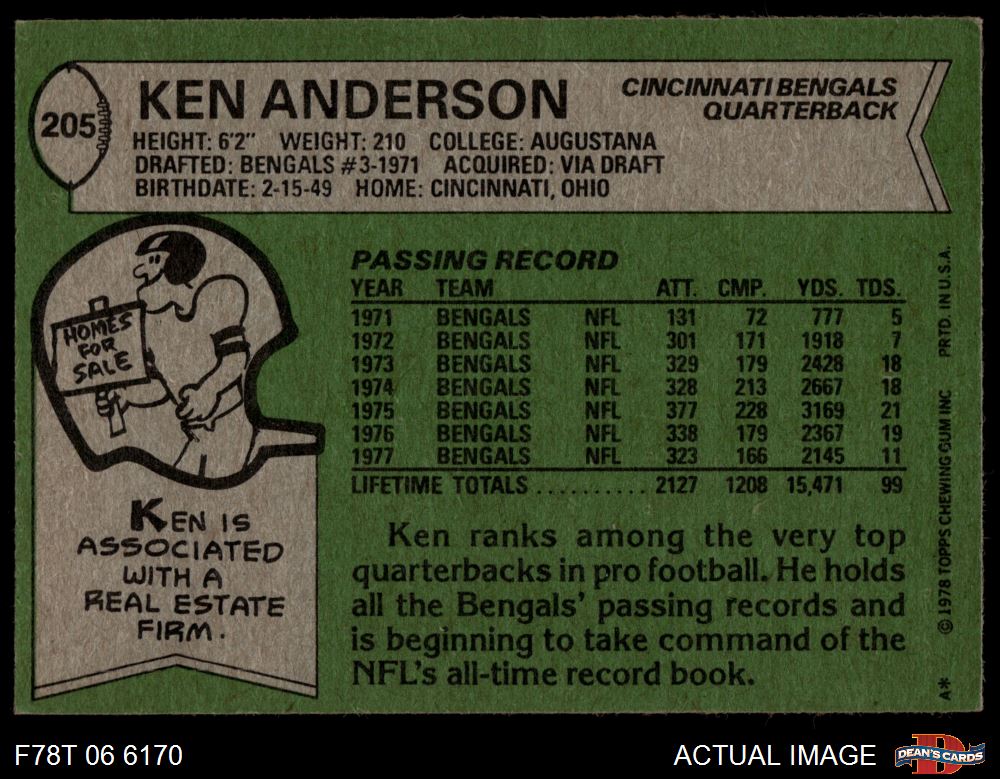 205
KEN ANDERSON
CINCINNATI BENGALS
QUARTERBACK
HEIGHT: 6'2" WEIGHT: 210 COLLEGE: AUGUSTANA
DRAFTED: BENGALS #3-1971 ACQUIRED: VIA DRAFT
BIRTHDATE: 2-15-49 HOME: CINCINNATI, OHIO
HOMES
FOR
SALE
KEN IS
ASSOCIATED
WITH A
REAL ESTATE
FIRM.
PASSING RECORD
YEAR TEAM ATT. CMP. YDS. TDS.
1971 BENGALS NFL 131 72 777 5
1972 BENGALS NFL 301 171 1918 7
1973 BENGALS NFL 329 179 2428 18
1974 BENGALS NFL 328 213 2667 18
1975 BENGALS NFL 377 228 3169 21
1976 BENGALS NFL 338 179 2367 19
1977 BENGALS NFL 323 166 2145 11
LIFETIME TOTALS .......... 2127 1208 15,471 99
Ken ranks among the very top
quarterbacks in pro football. He holds
all the Bengals' passing records and
is beginning to take command of the
NFL's all-time record book.
A* © 1978 TOPPS CHEWING GUM INC PRTD. IN U.S.A.
F78T 06 6170
ACTUAL IMAGE
DEAN'S CARDS